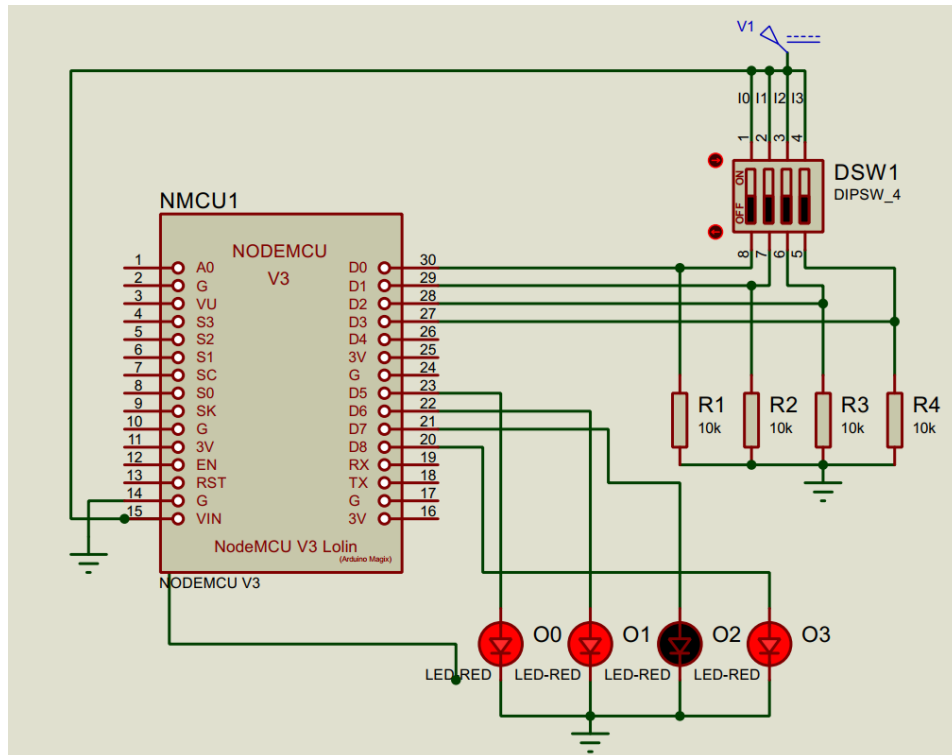 V1
I0 I1 I2 I3
1 2 3 4
ON
OFF
DSW1
DIPSW_4
8 7 6 5
NMCU1
NODEMCU
V3
1 A0 D0 30
2 G D1 29
3 VU D2 28
4 S3 D3 27
5 S2 D4 26
6 S1 3V 25
7 SC G 24
8 S0 D5 23
9 SK D6 22
10 G D7 21
11 3V D8 20
12 EN RX 19
13 RST TX 18
14 G G 17
15 VIN 3V 16
NodeMCU V3 Lolin
(Arduino Magix)
NODEMCU V3
R1 R2 R3 R4
10k 10k 10k 10k
O0 O1 O2 O3
LED-RED LED-RED LED-RED LED-RED